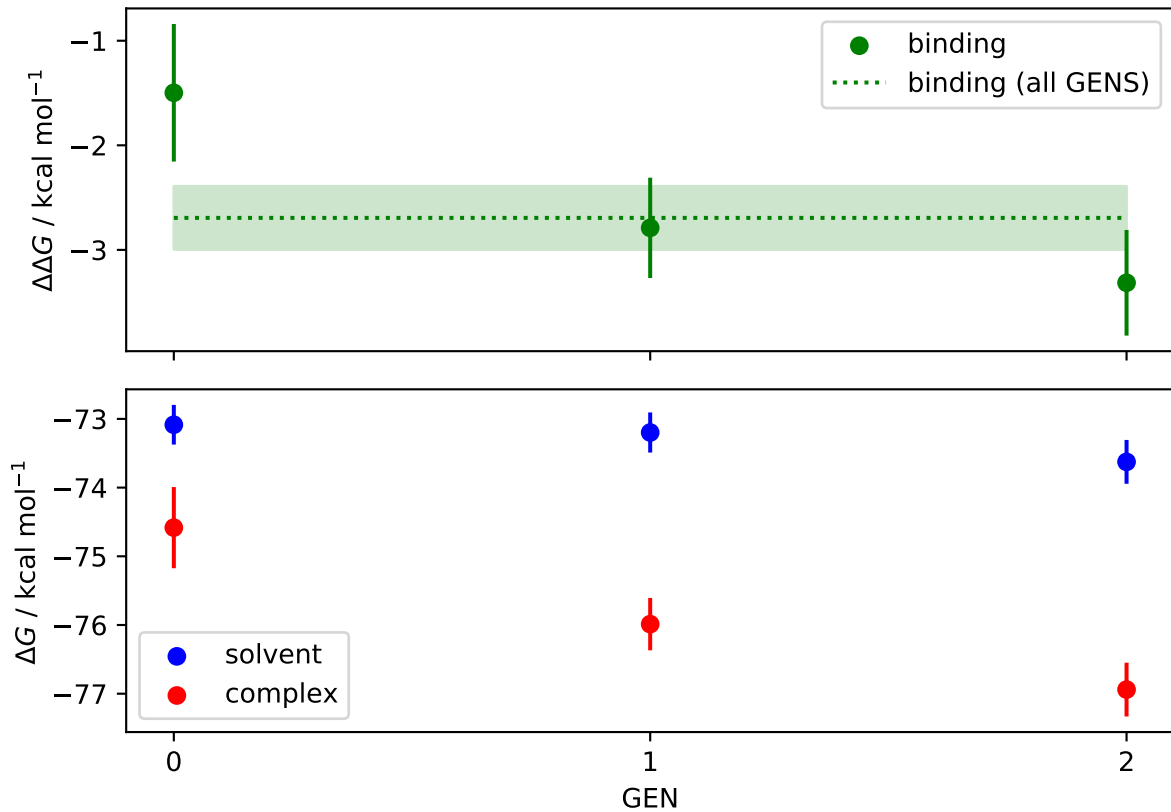 −1
−2
−3
ΔΔG / kcal mol⁻¹
binding
binding (all GENS)
−73
−74
−75
−76
−77
ΔG / kcal mol⁻¹
solvent
complex
0
1
2
GEN